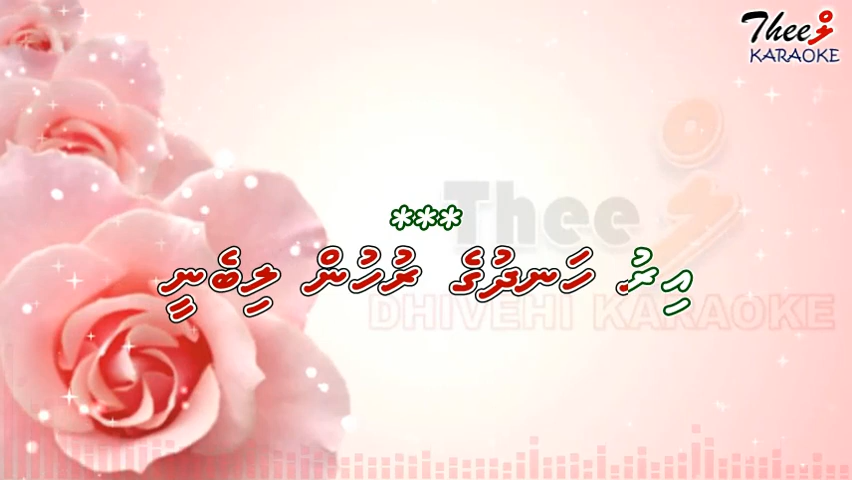 Thee މް
KARAOKE
Thee މް
***
އިރު ހަނދުގެ ރުހުން ލިބެނީ
DHIVEHI KARAOKE